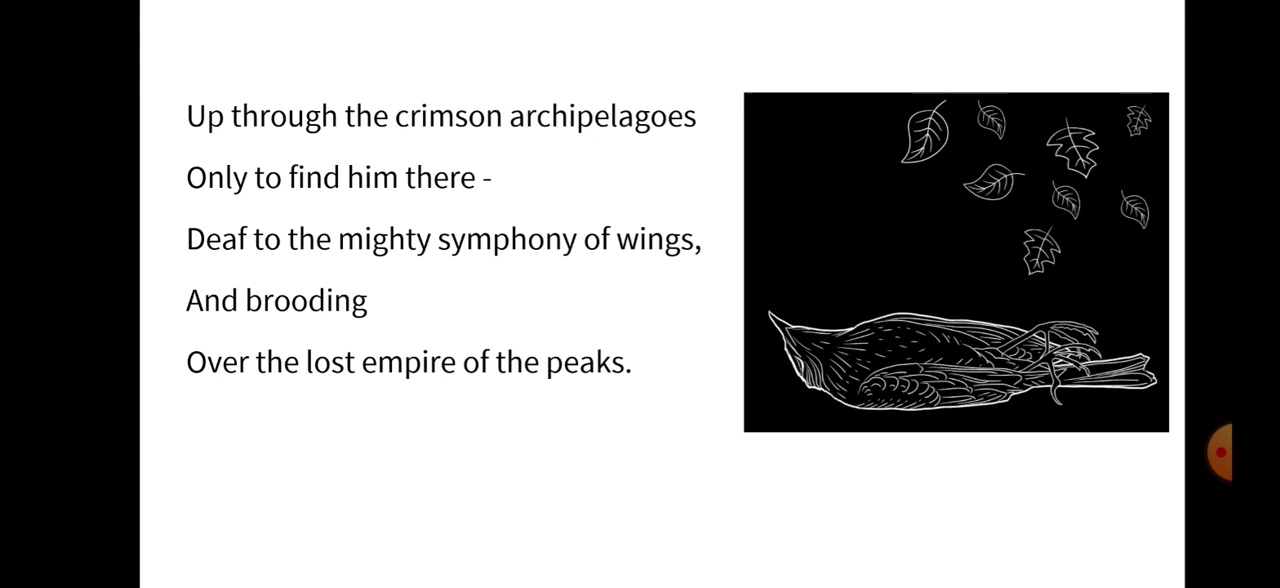 Up through the crimson archipelagoes
Only to find him there -
Deaf to the mighty symphony of wings,
And brooding
Over the lost empire of the peaks.